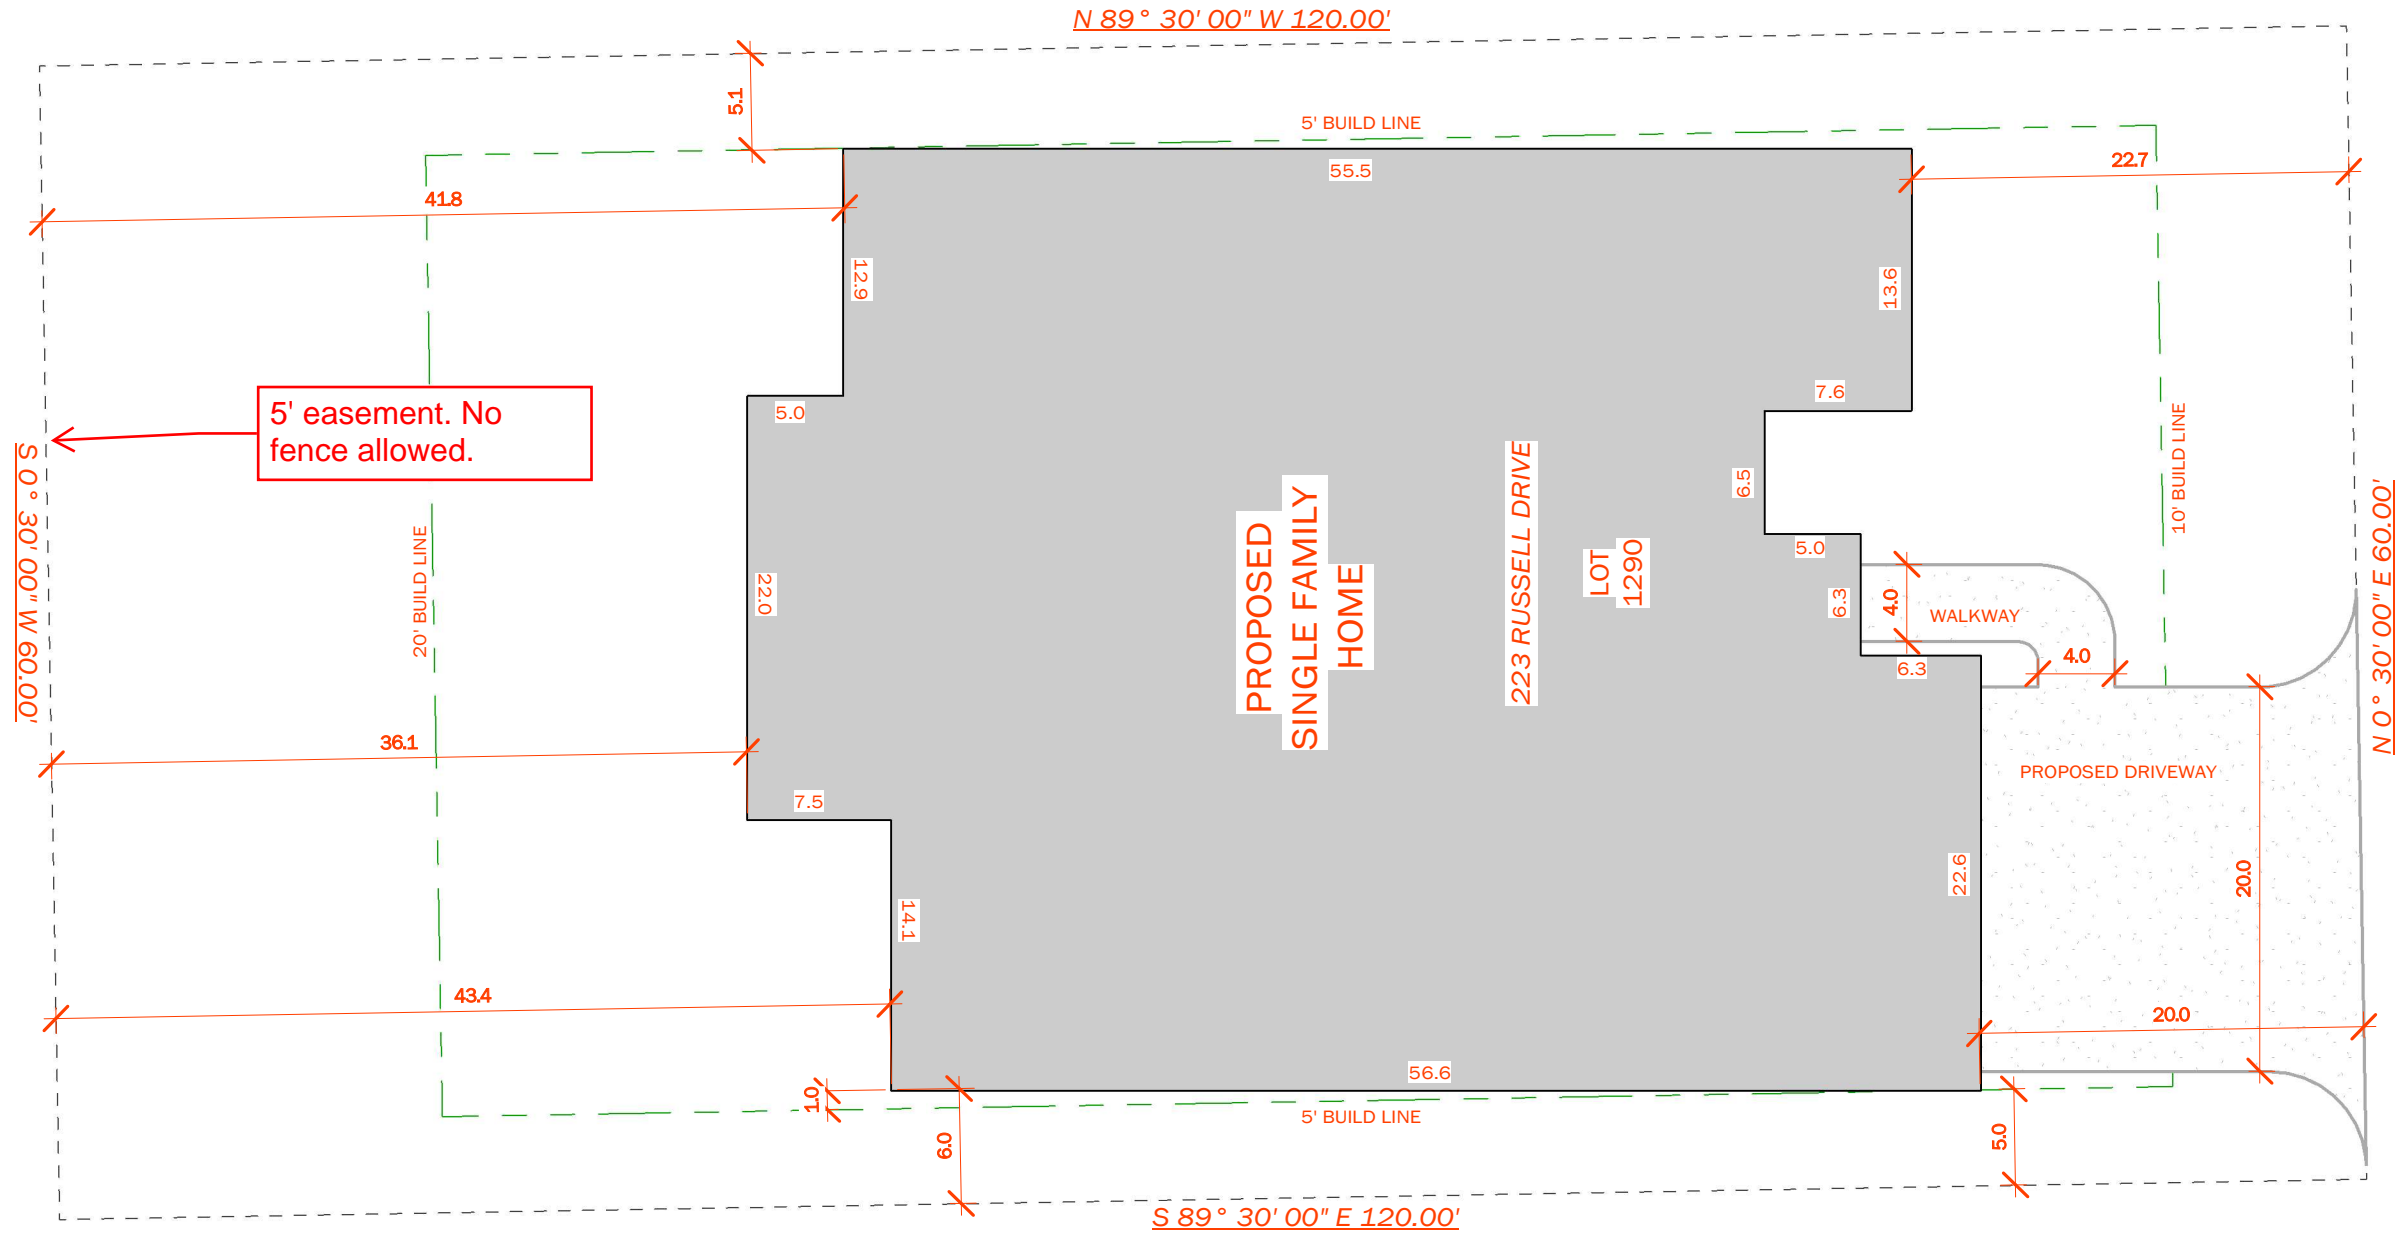 N 89° 30' 00" W 120.00'
5.1
5' BUILD LINE
55.5
22.7
41.8
12.9
13.6
5' easement. No
fence allowed.
5.0
7.6
10' BUILD LINE
S 0° 30' 00" W 60.00'
20' BUILD LINE
22.0
PROPOSED
SINGLE FAMILY
HOME
223 RUSSELL DRIVE
LOT
1290
6.5
5.0
6.3
4.0
WALKWAY
6.3
4.0
N 0° 30' 00" E 60.00'
36.1
7.5
PROPOSED DRIVEWAY
14.1
22.6
20.0
43.4
20.0
1.0
56.6
5' BUILD LINE
6.0
5.0
S 89° 30' 00" E 120.00'